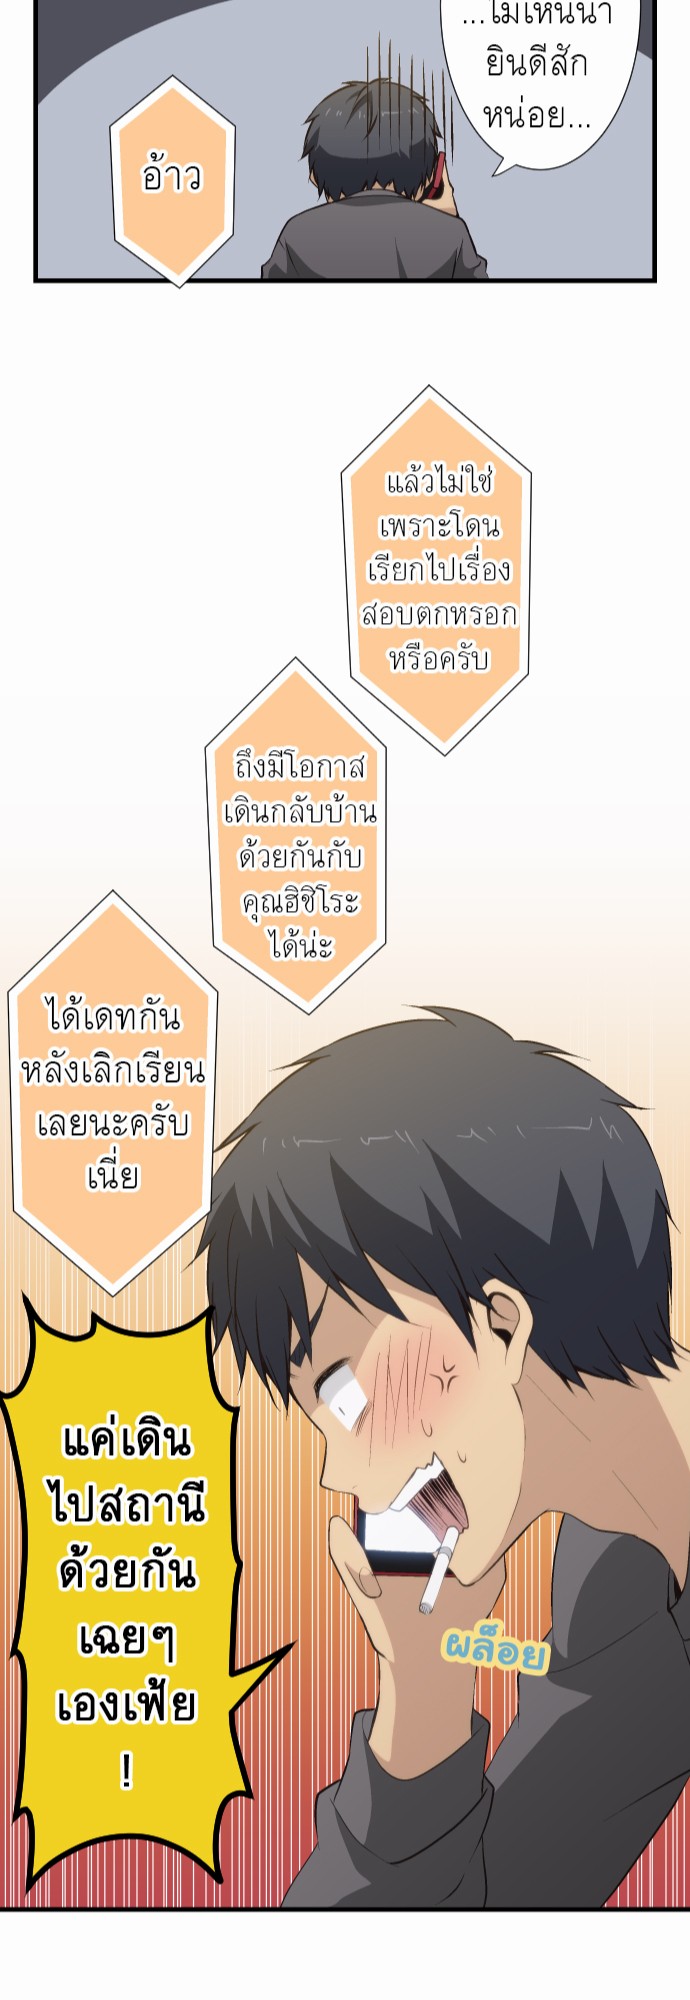 ...ไม่เห็นน่า
ยินดีสัก
หน่อย...
อ้าว
แล้วไม่ใช่
เพราะโดน
เรียกไปเรื่อง
สอบตกหรอก
หรือครับ
ถึงมีโอกาส
เดินกลับบ้าน
ด้วยกันกับ
คุณฮิชิโระ
ได้น่ะ
ได้เดทกัน
หลังเลิกเรียน
เลยนะครับ
เนี่ย
แค่เดิน
ไปสถานี
ด้วยกัน
เฉยๆ
เองเฟ้ย
!
ผล็อย